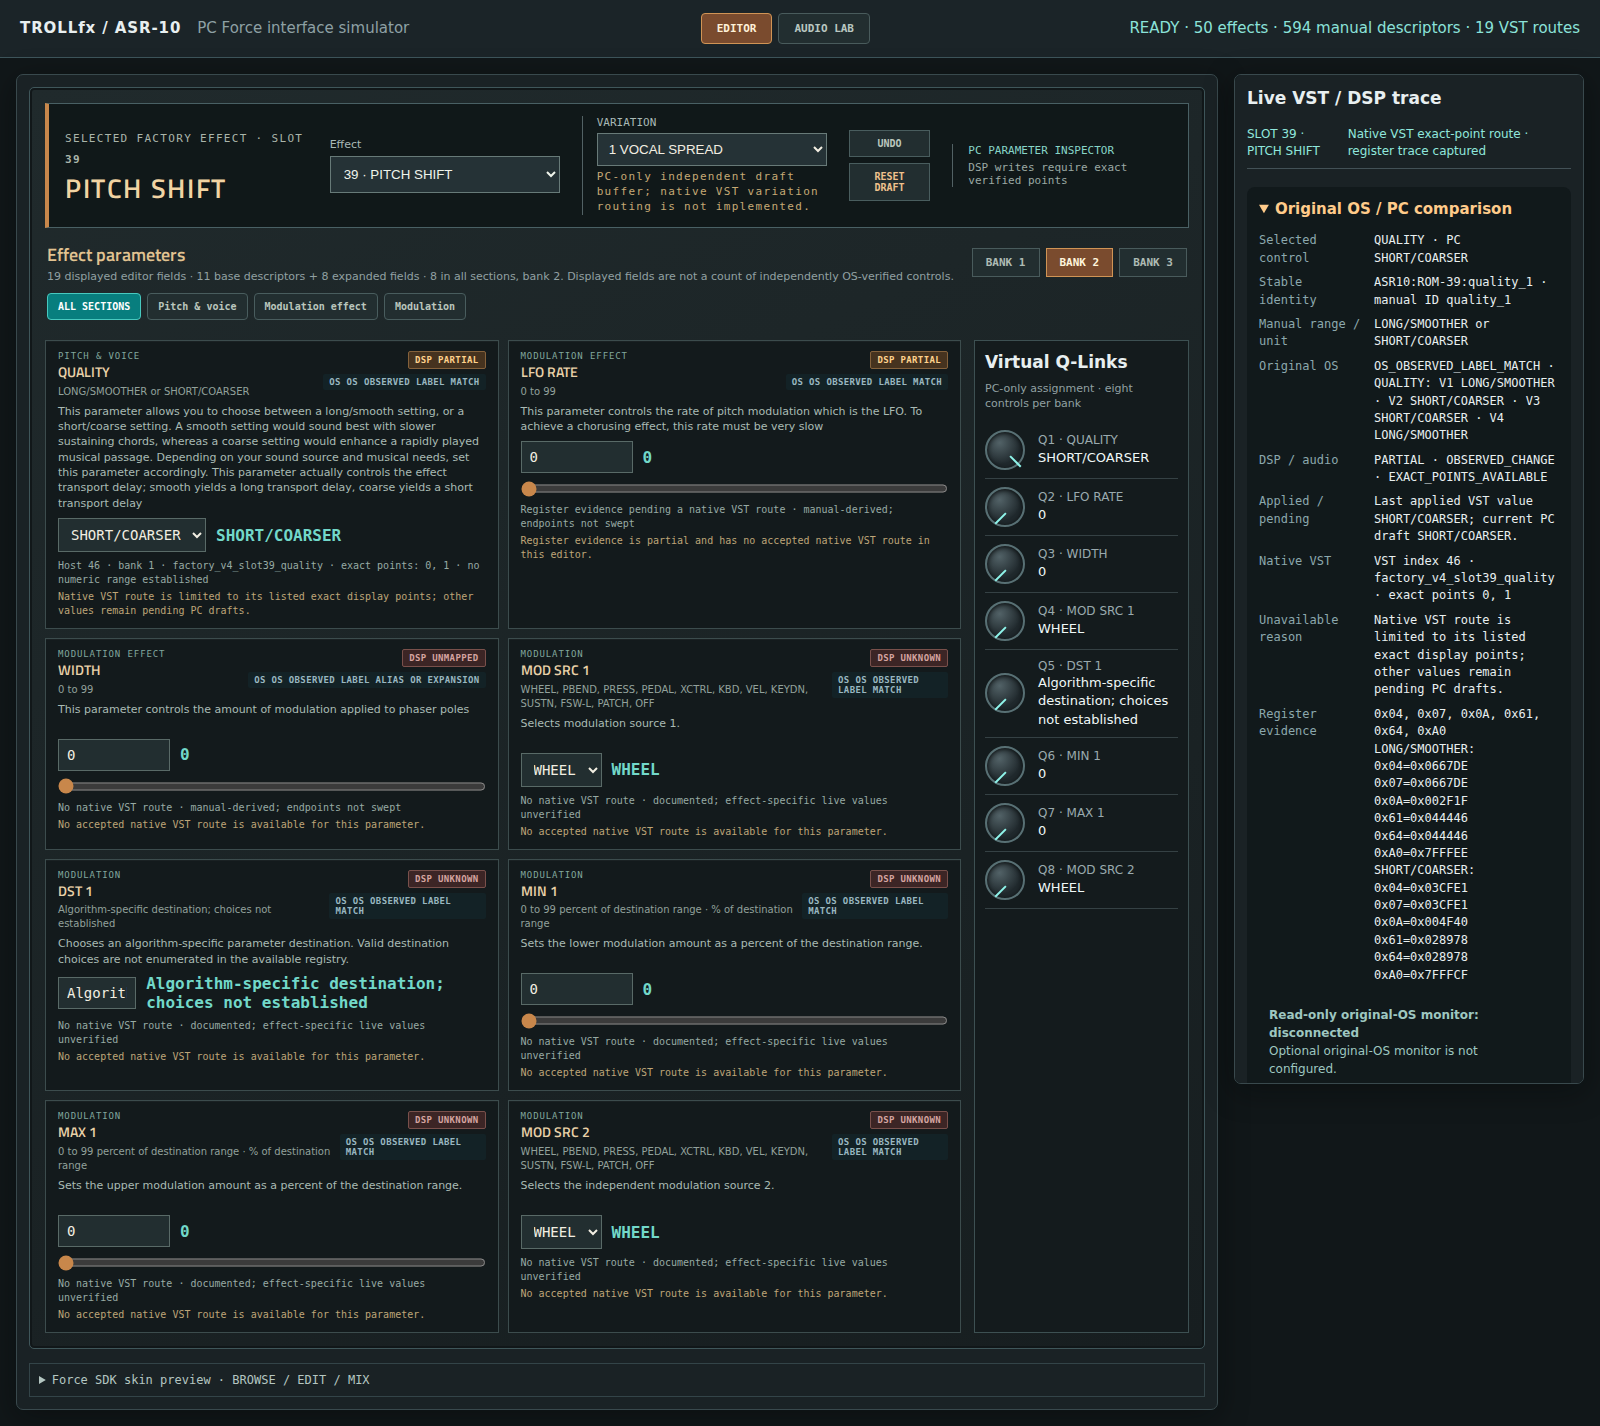 TROLLfx / ASR-10 PC Force interface simulator
EDITOR AUDIO LAB
READY · 50 effects · 594 manual descriptors · 19 VST routes
SELECTED FACTORY EFFECT · SLOT
39
PITCH SHIFT
Effect
39 · PITCH SHIFT
VARIATION
1 VOCAL SPREAD
PC-only independent draft
buffer; native VST variation
routing is not implemented.
UNDO
RESET
DRAFT
PC PARAMETER INSPECTOR
DSP writes require exact
verified points
Effect parameters
19 displayed editor fields · 11 base descriptors + 8 expanded fields · 8 in all sections, bank 2. Displayed fields are not a count of independently OS-verified controls.
BANK 1 BANK 2 BANK 3
ALL SECTIONS Pitch & voice Modulation effect Modulation
PITCH & VOICE
QUALITY
LONG/SMOOTHER or SHORT/COARSER
DSP PARTIAL
OS OS OBSERVED LABEL MATCH
This parameter allows you to choose between a long/smooth setting, or a
short/coarse setting. A smooth setting would sound best with slower
sustaining chords, whereas a coarse setting would enhance a rapidly played
musical passage. Depending on your sound source and musical needs, set
this parameter accordingly. This parameter actually controls the effect
transport delay; smooth yields a long transport delay, coarse yields a short
transport delay
SHORT/COARSER SHORT/COARSER
Host 46 · bank 1 · factory_v4_slot39_quality · exact points: 0, 1 · no
numeric range established
Native VST route is limited to its listed exact display points; other
values remain pending PC drafts.
MODULATION EFFECT
LFO RATE
0 to 99
DSP PARTIAL
OS OS OBSERVED LABEL MATCH
This parameter controls the rate of pitch modulation which is the LFO. To
achieve a chorusing effect, this rate must be very slow
0 0
Register evidence pending a native VST route · manual-derived;
endpoints not swept
Register evidence is partial and has no accepted native VST route in
this editor.
MODULATION EFFECT
WIDTH
0 to 99
DSP UNMAPPED
OS OS OBSERVED LABEL ALIAS OR EXPANSION
This parameter controls the amount of modulation applied to phaser poles
0 0
No native VST route · manual-derived; endpoints not swept
No accepted native VST route is available for this parameter.
MODULATION
MOD SRC 1
WHEEL, PBEND, PRESS, PEDAL, XCTRL, KBD, VEL, KEYDN,
SUSTN, FSW-L, PATCH, OFF
DSP UNKNOWN
OS OS OBSERVED
LABEL MATCH
Selects modulation source 1.
WHEEL WHEEL
No native VST route · documented; effect-specific live values
unverified
No accepted native VST route is available for this parameter.
MODULATION
DST 1
Algorithm-specific destination; choices not
established
DSP UNKNOWN
OS OS OBSERVED LABEL
MATCH
Chooses an algorithm-specific parameter destination. Valid destination
choices are not enumerated in the available registry.
Algorit Algorithm-specific destination;
choices not established
No native VST route · documented; effect-specific live values
unverified
No accepted native VST route is available for this parameter.
MODULATION
MIN 1
0 to 99 percent of destination range · % of destination
range
DSP UNKNOWN
OS OS OBSERVED LABEL
MATCH
Sets the lower modulation amount as a percent of the destination range.
0 0
No native VST route · documented; effect-specific live values
unverified
No accepted native VST route is available for this parameter.
MODULATION
MAX 1
0 to 99 percent of destination range · % of destination
range
DSP UNKNOWN
OS OS OBSERVED LABEL
MATCH
Sets the upper modulation amount as a percent of the destination range.
0 0
No native VST route · documented; effect-specific live values
unverified
No accepted native VST route is available for this parameter.
MODULATION
MOD SRC 2
WHEEL, PBEND, PRESS, PEDAL, XCTRL, KBD, VEL, KEYDN,
SUSTN, FSW-L, PATCH, OFF
DSP UNKNOWN
OS OS OBSERVED
LABEL MATCH
Selects the independent modulation source 2.
WHEEL WHEEL
No native VST route · documented; effect-specific live values
unverified
No accepted native VST route is available for this parameter.
Virtual Q-Links
PC-only assignment · eight
controls per bank
Q1 · QUALITY
SHORT/COARSER
Q2 · LFO RATE
0
Q3 · WIDTH
0
Q4 · MOD SRC 1
WHEEL
Q5 · DST 1
Algorithm-specific
destination; choices
not established
Q6 · MIN 1
0
Q7 · MAX 1
0
Q8 · MOD SRC 2
WHEEL
Force SDK skin preview · BROWSE / EDIT / MIX
Live VST / DSP trace
SLOT 39 ·
PITCH SHIFT
Native VST exact-point route ·
register trace captured
Original OS / PC comparison
Selected
control
QUALITY · PC
SHORT/COARSER
Stable
identity
ASR10:ROM-39:quality_1 ·
manual ID quality_1
Manual range /
unit
LONG/SMOOTHER or
SHORT/COARSER
Original OS
OS_OBSERVED_LABEL_MATCH ·
QUALITY: V1 LONG/SMOOTHER
· V2 SHORT/COARSER · V3
SHORT/COARSER · V4
LONG/SMOOTHER
DSP / audio
PARTIAL · OBSERVED_CHANGE
· EXACT_POINTS_AVAILABLE
Applied /
pending
Last applied VST value
SHORT/COARSER; current PC
draft SHORT/COARSER.
Native VST
VST index 46 ·
factory_v4_slot39_quality
· exact points 0, 1
Unavailable
reason
Native VST route is
limited to its listed
exact display points;
other values remain
pending PC drafts.
Register
evidence
0x04, 0x07, 0x0A, 0x61,
0x64, 0xA0
LONG/SMOOTHER:
0x04=0x0667DE
0x07=0x0667DE
0x0A=0x002F1F
0x61=0x044446
0x64=0x044446
0xA0=0x7FFFEE
SHORT/COARSER:
0x04=0x03CFE1
0x07=0x03CFE1
0x0A=0x004F40
0x61=0x028978
0x64=0x028978
0xA0=0x7FFFCF
Read-only original-OS monitor:
disconnected
Optional original-OS monitor is not
configured.